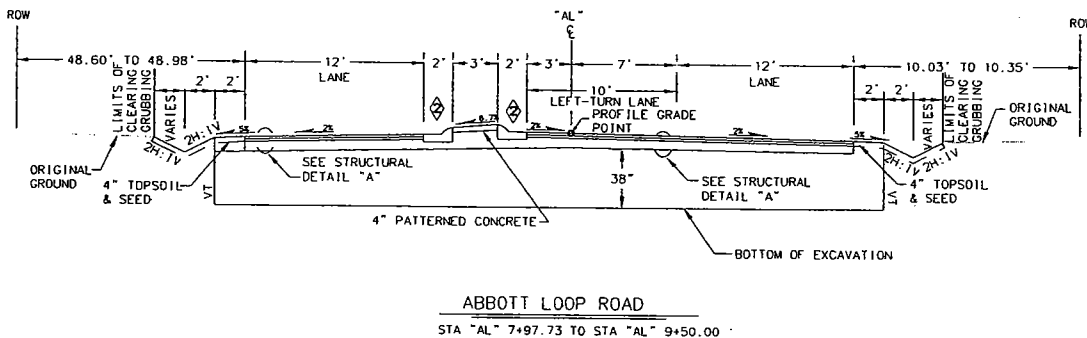 ROW
"AL"
℄
ROW
48.60' TO 48.98'
12'
LANE
2'
3'
2'
3'
7'
12'
LANE
10.03' TO 10.35'
2'
2'
10'
LEFT-TURN LANE
2'
2'
LIMITS OF
CLEARING
GRUBBING
VARIES
2
2
VARIES
LIMITS OF
CLEARING
GRUBBING
ORIGINAL
GROUND
PROFILE GRADE
POINT
2H:1V
2H:1V
5%
2%
6.7%
2%
2%
5%
2H:1V
2H:1V
ORIGINAL
GROUND
4" TOPSOIL
& SEED
VT
SEE STRUCTURAL
DETAIL "A"
38"
SEE STRUCTURAL
DETAIL "A"
VT
4" TOPSOIL
& SEED
4" PATTERNED CONCRETE
BOTTOM OF EXCAVATION
ABBOTT LOOP ROAD
STA "AL" 7+97.73 TO STA "AL" 9+50.00